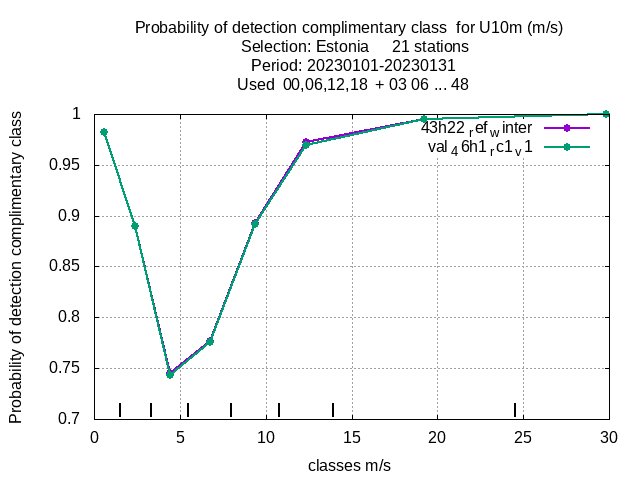 Probability of detection complimentary class  for U10m (m/s)
Selection: Estonia     21 stations
Period: 20230101-20230131
Used  00,06,12,18  + 03 06 ... 48
Probability of detection complimentary class
1
0.95
0.9
0.85
0.8
0.75
0.7
43h22refwinter
val46h1rc1v1
0 5 10 15 20 25 30
classes m/s